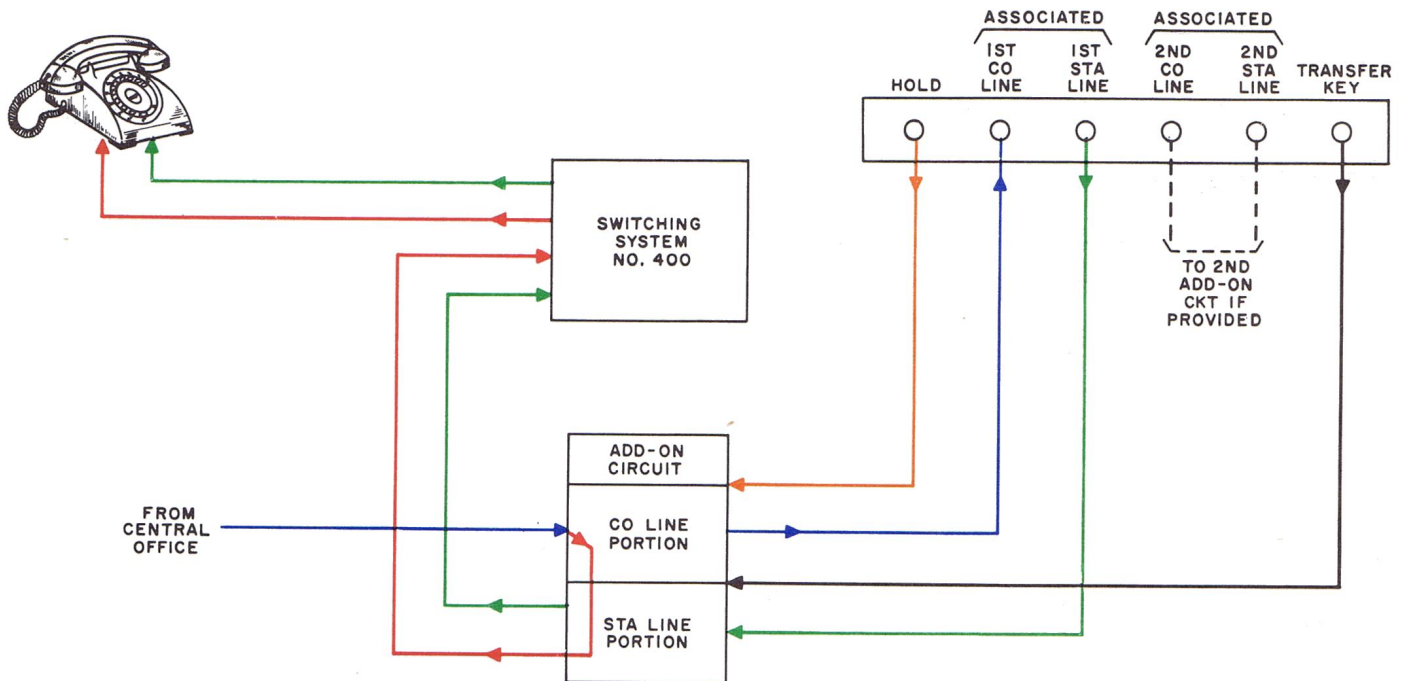 ASSOCIATED
ASSOCIATED
HOLD
1ST
CO
LINE
1ST
STA
LINE
2ND
CO
LINE
2ND
STA
LINE
TRANSFER
KEY
SWITCHING
SYSTEM
NO. 400
TO 2ND
ADD-ON
CKT IF
PROVIDED
ADD-ON
CIRCUIT
FROM
CENTRAL
OFFICE
CO LINE
PORTION
STA LINE
PORTION